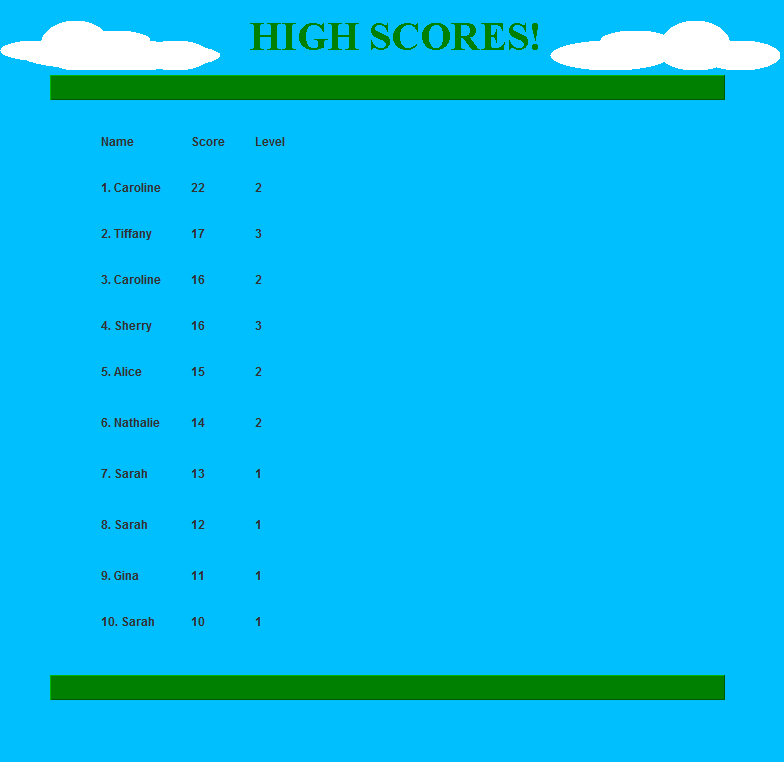 HIGH SCORES!
Name Score Level
1. Caroline 22 2
2. Tiffany 17 3
3. Caroline 16 2
4. Sherry 16 3
5. Alice 15 2
6. Nathalie 14 2
7. Sarah 13 1
8. Sarah 12 1
9. Gina 11 1
10. Sarah 10 1